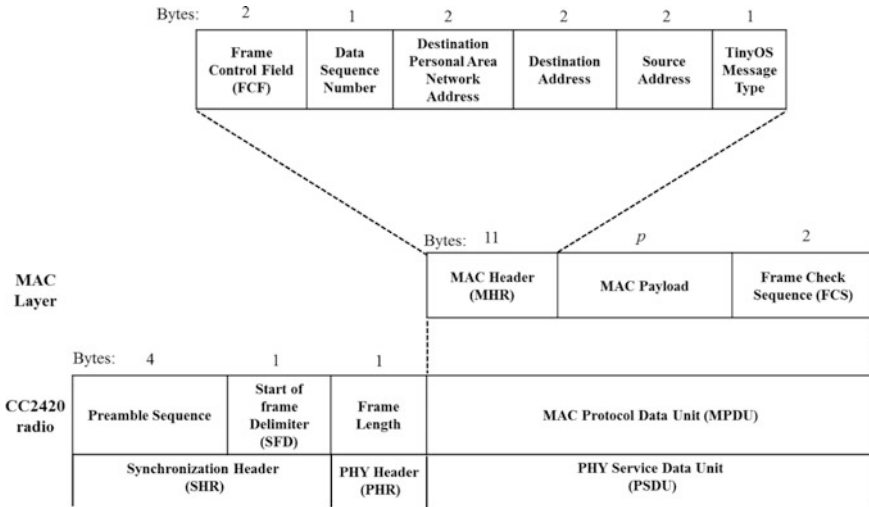 Bytes: 2 1 2 2 2 1
Frame Control Field (FCF)
Data Sequence Number
Destination Personal Area Network Address
Destination Address
Source Address
TinyOS Message Type
Bytes: 11 p 2
MAC Layer
MAC Header (MHR)
MAC Payload
Frame Check Sequence (FCS)
Bytes: 4 1 1
CC2420 radio
Preamble Sequence
Start of frame Delimiter (SFD)
Frame Length
MAC Protocol Data Unit (MPDU)
Synchronization Header (SHR)
PHY Header (PHR)
PHY Service Data Unit (PSDU)